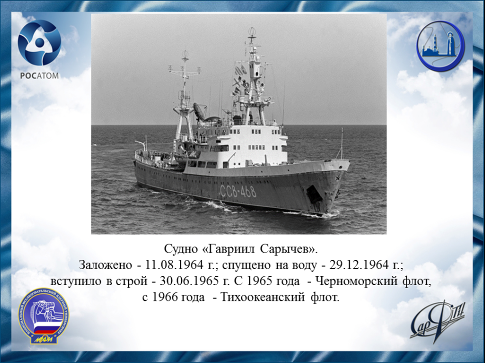 РОСАТОМ
ССВ-468
Судно «Гавриил Сарычев».
Заложено - 11.08.1964 г.; спущено на воду - 29.12.1964 г.;
вступило в строй - 30.06.1965 г. С 1965 года - Черноморский флот,
с 1966 года - Тихоокеанский флот.